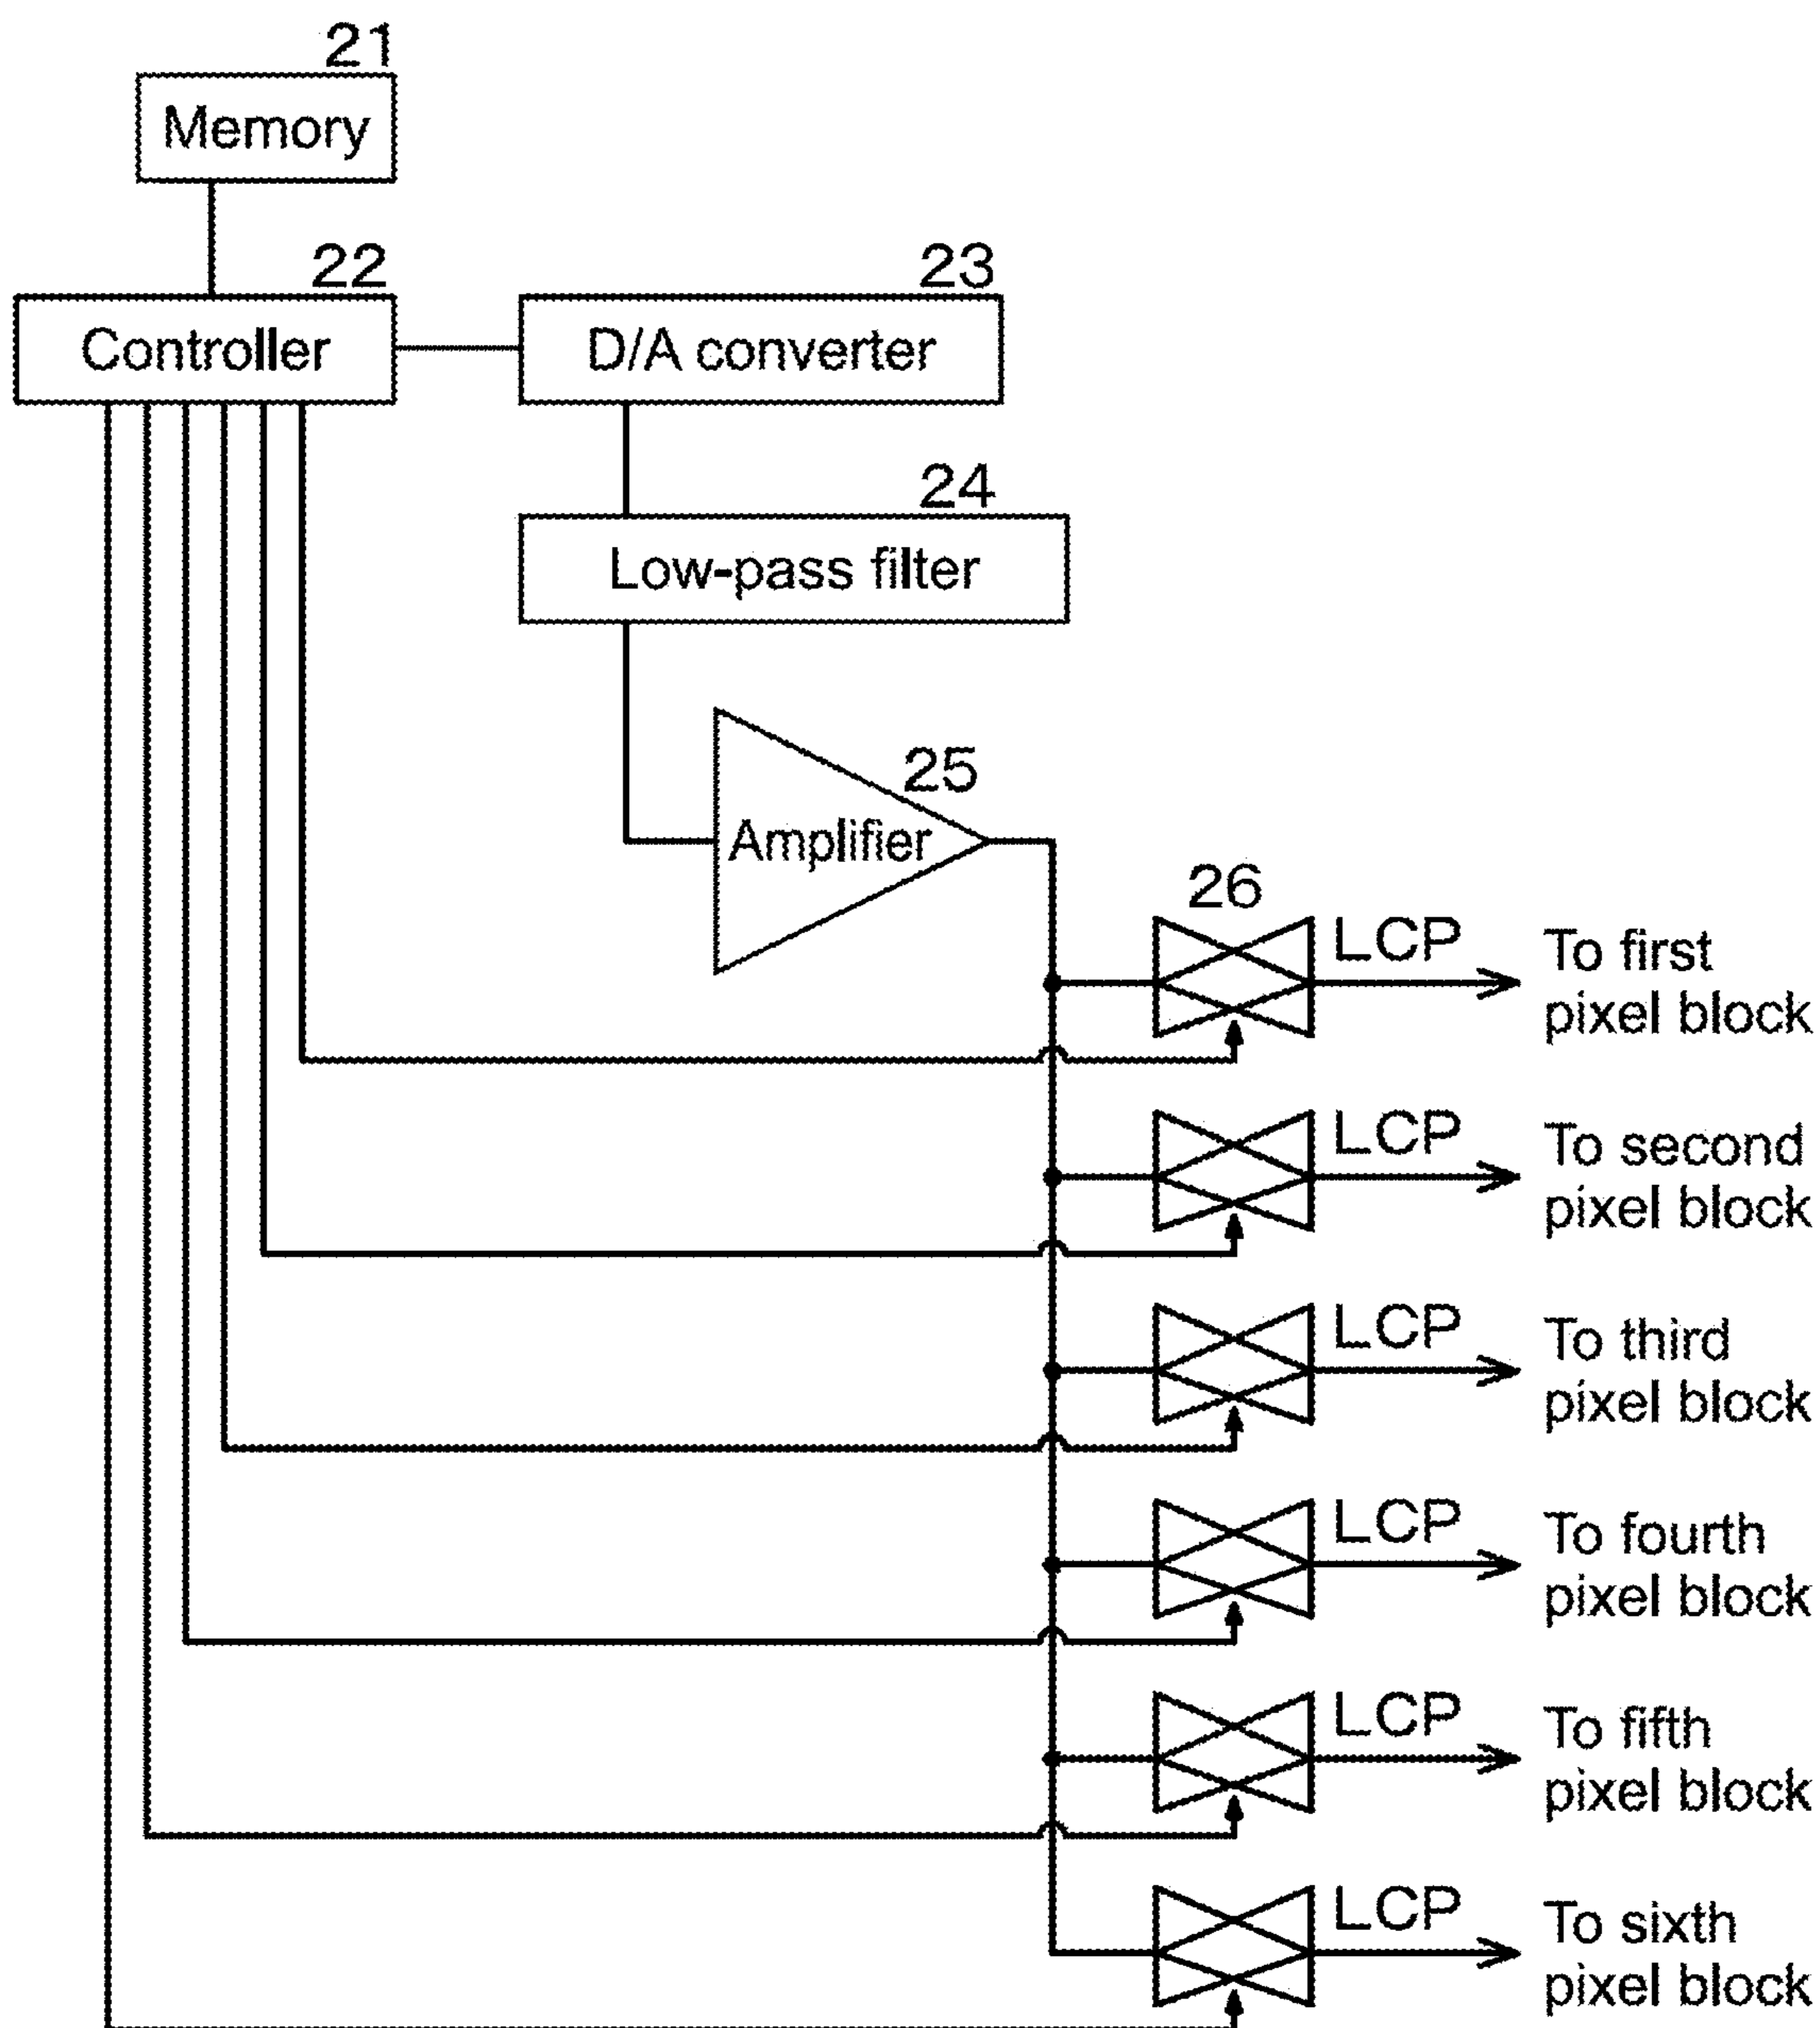 21
Memory
22
Controller
23
D/A converter
24
Low-pass filter
25
Amplifier
26
LCP
To first
pixel block
LCP
To second
pixel block
LCP
To third
pixel block
LCP
To fourth
pixel block
LCP
To fifth
pixel block
LCP
To sixth
pixel block